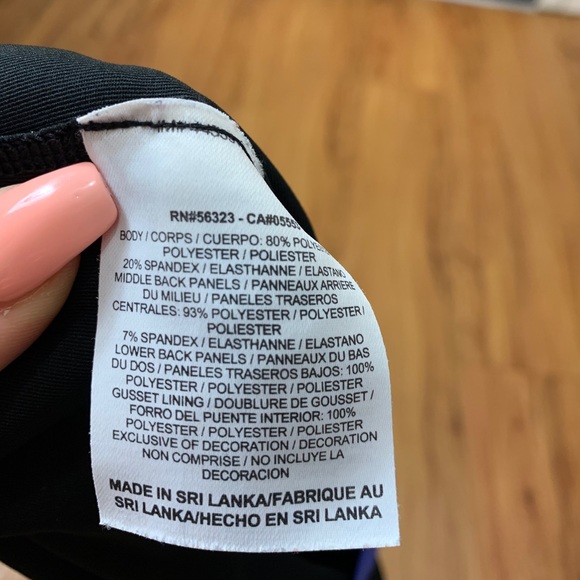 RN#56323 - CA#0555
BODY / CORPS / CUERPO: 80%
POLYESTER / POLIESTER
20% SPANDEX / ELASTHANNE / ELASTANO
MIDDLE BACK PANELS / PANNEAUX ARRIERE
DU MILIEU / PANELES TRASEROS
CENTRALES: 93% POLYESTER / POLYESTER /
POLIESTER
7% SPANDEX / ELASTHANNE / ELASTANO
LOWER BACK PANELS / PANNEAUX DU BAS
DU DOS / PANELES TRASEROS BAJOS: 100%
POLYESTER / POLYESTER / POLIESTER
GUSSET LINING / DOUBLURE DE GOUSSET /
FORRO DEL PUENTE INTERIOR: 100%
POLYESTER / POLYESTER / POLIESTER
EXCLUSIVE OF DECORATION / DECORATION
NON COMPRISE / NO INCLUYE LA
DECORACION
MADE IN SRI LANKA/FABRIQUE AU
SRI LANKA/HECHO EN SRI LANKA